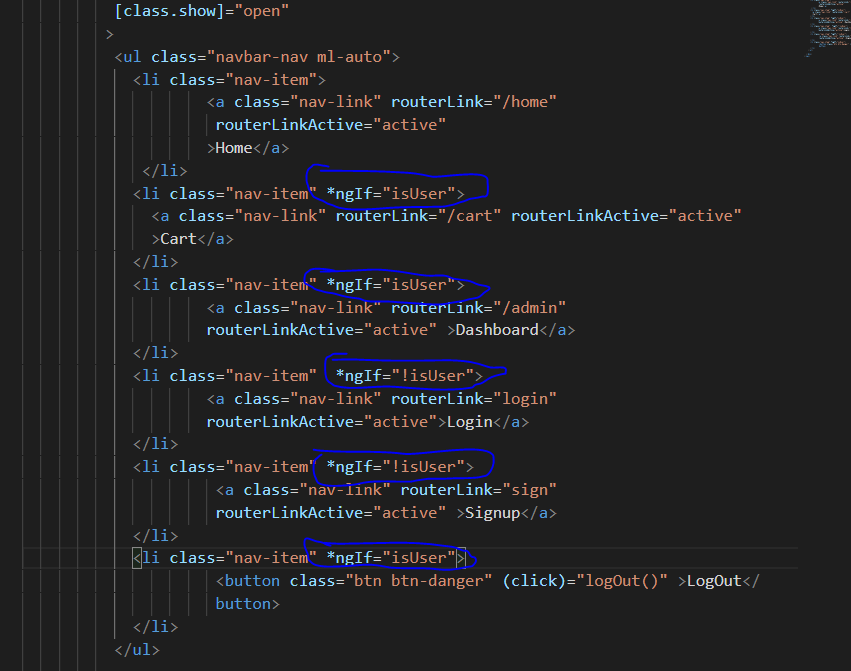 [class.show]="open"
>
<ul class="navbar-nav ml-auto">
<li class="nav-item">
<a class="nav-link" routerLink="/home"
routerLinkActive="active"
>Home</a>
</li>
<li class="nav-item" *ngIf="isUser">
<a class="nav-link" routerLink="/cart" routerLinkActive="active"
>Cart</a>
</li>
<li class="nav-item" *ngIf="isUser">
<a class="nav-link" routerLink="/admin"
routerLinkActive="active" >Dashboard</a>
</li>
<li class="nav-item"  *ngIf="!isUser">
<a class="nav-link" routerLink="login"
routerLinkActive="active">Login</a>
</li>
<li class="nav-item" *ngIf="!isUser">
<a class="nav-link" routerLink="sign"
routerLinkActive="active" >Signup</a>
</li>
<li class="nav-item" *ngIf="isUser">
<button class="btn btn-danger" (click)="logOut()" >LogOut</
button>
</li>
</ul>